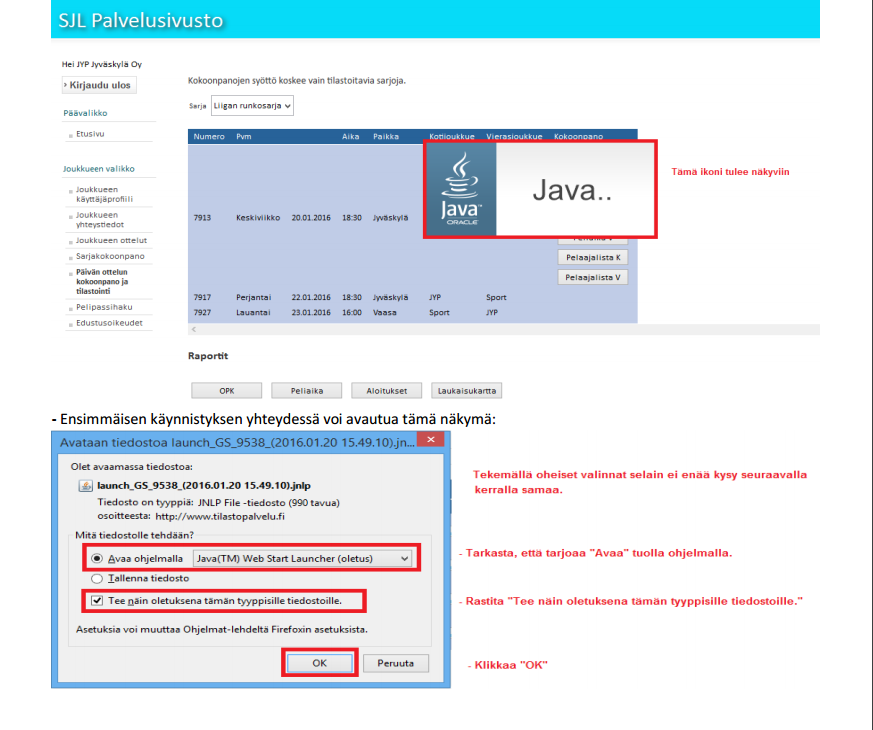 SJL Palvelusivusto
Hei JYP Jyväskylä Oy
› Kirjaudu ulos
Päävalikko
Etusivu
Joukkueen valikko
Joukkueen
käyttäjäprofiili
Joukkueen
yhteystiedot
Joukkueen ottelut
Sarjakokoonpano
Päivän ottelun
kokoonpano ja
tilastointi
Pelipassihaku
Edustusoikeudet
Kokoonpanojen syöttö koskee vain tilastoitavia sarjoja.
Sarja Liigan runkosarja
Numero Pvm Aika Paikka Kotijoukkue Vierasjoukkue Kokoonpano
7913 Keskiviikko 20.01.2016 18:30 Jyväskylä
Java
ORACLE
Java..
Tämä ikoni tulee näkyviin
Pelaajalista K
Pelaajalista V
7917 Perjantai 22.01.2016 18:30 Jyväskylä JYP Sport
7927 Lauantai 23.01.2016 16:00 Vaasa Sport JYP
Raportit
OPK Peliaika Aloitukset Laukaisukartta
- Ensimmäisen käynnistyksen yhteydessä voi avautua tämä näkymä:
Avataan tiedostoa launch_GS_9538_(2016.01.20 15.49.10).jn...
Olet avaamassa tiedostoa:
launch_GS_9538_(2016.01.20 15.49.10).jnlp
Tiedosto on tyyppiä: JNLP File -tiedosto (990 tavua)
osoitteesta: http://www.tilastopalvelu.fi
Mitä tiedostolle tehdään?
Avaa ohjelmalla Java(TM) Web Start Launcher (oletus)
Tallenna tiedosto
Tee näin oletuksena tämän tyyppisille tiedostoille.
Asetuksia voi muuttaa Ohjelmat-lehdeltä Firefoxin asetuksista.
OK Peruuta
Tekemällä oheiset valinnat selain ei enää kysy seuraavalla
kerralla samaa.
- Tarkasta, että tarjoaa "Avaa" tuolla ohjelmalla.
- Rastita "Tee näin oletuksena tämän tyyppisille tiedostoille."
- Klikkaa "OK"